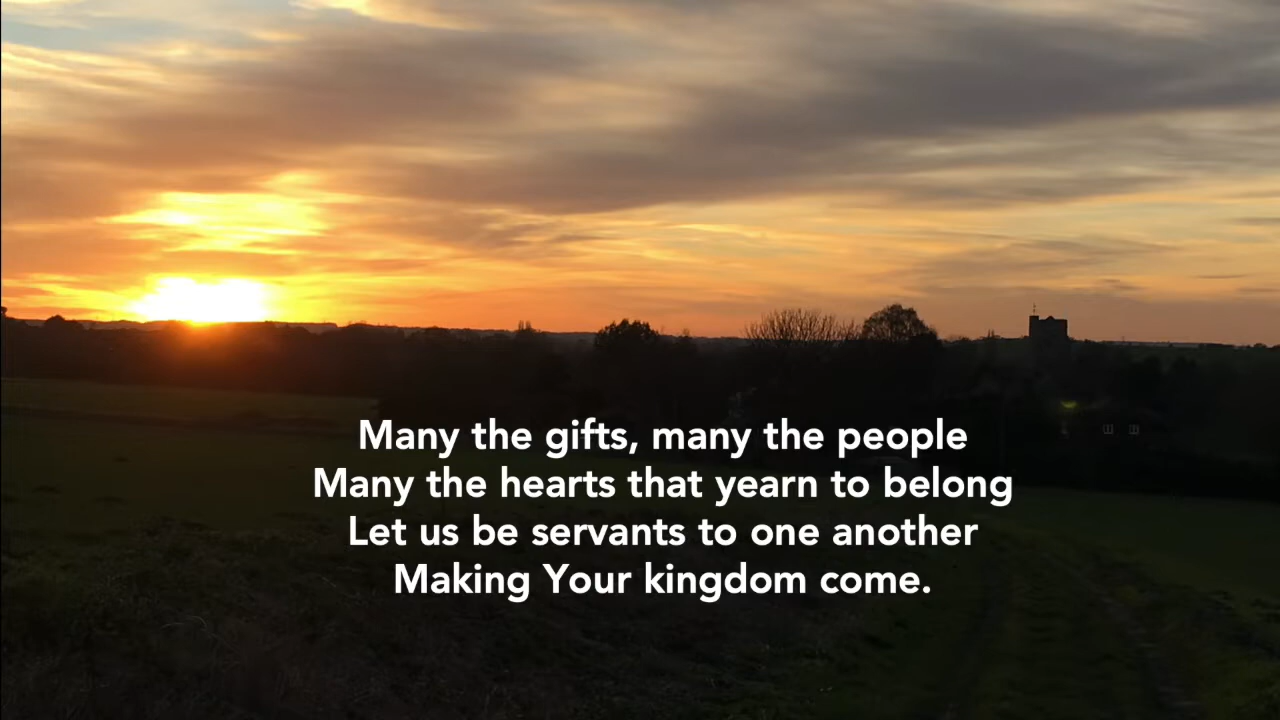 Many the gifts, many the people
Many the hearts that yearn to belong
Let us be servants to one another
Making Your kingdom come.